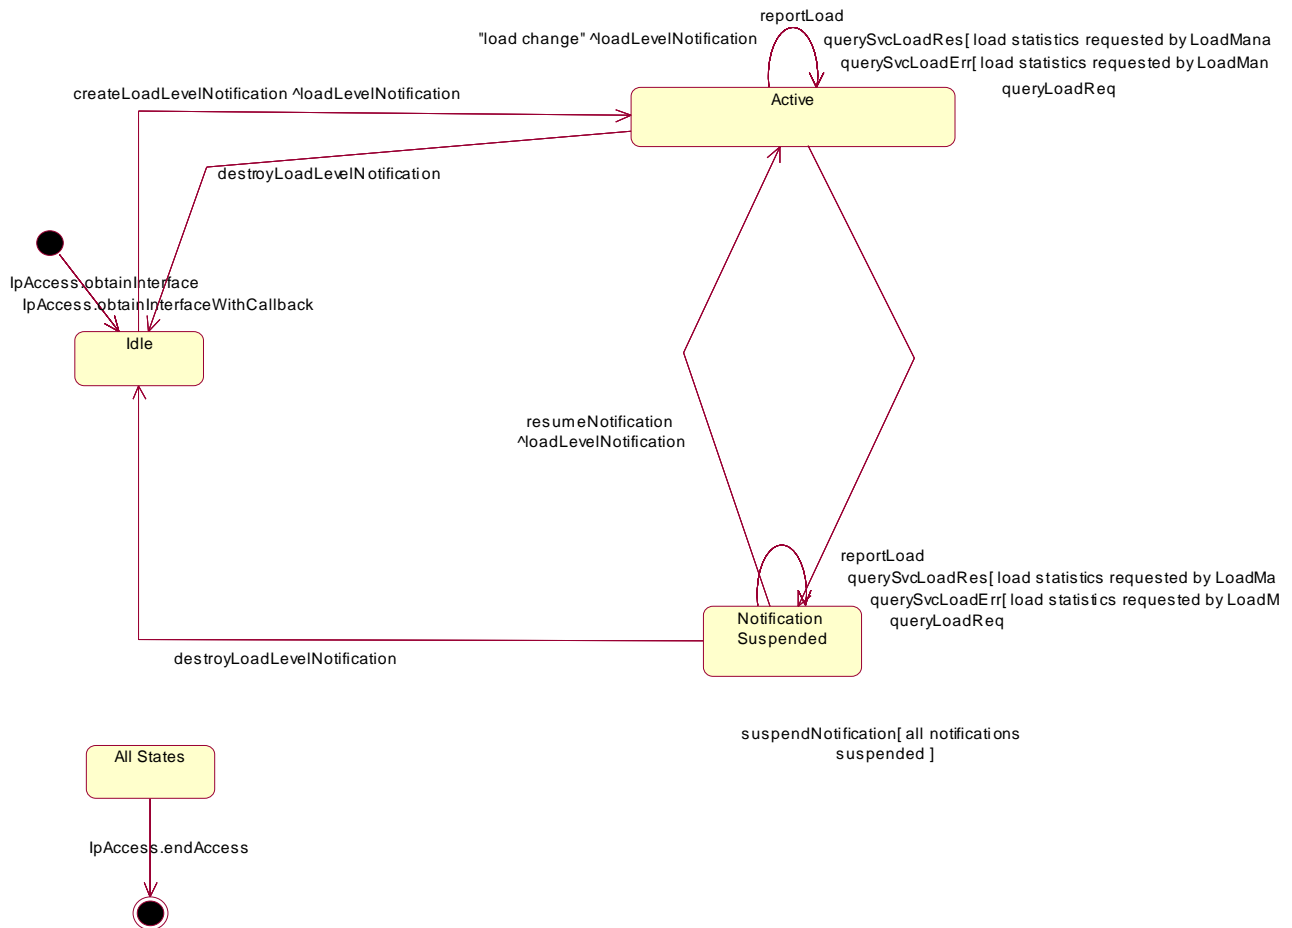 reportLoad
"load change" ^loadLevelNotification
querySvcLoadRes[ load statistics requested by LoadMana
querySvcLoadErr[ load statistics requested by LoadMan
queryLoadReq
Active
createLoadLevelNotification ^loadLevelNotification
destroyLoadLevelNotification
IpAccess.obtainInterface
IpAccess.obtainInterfaceWithCallback
Idle
resumeNotification
^loadLevelNotification
reportLoad
querySvcLoadRes[ load statistics requested by LoadMa
querySvcLoadErr[ load statistics requested by LoadM
queryLoadReq
Notification
Suspended
destroyLoadLevelNotification
suspendNotification[ all notifications
suspended ]
All States
IpAccess.endAccess